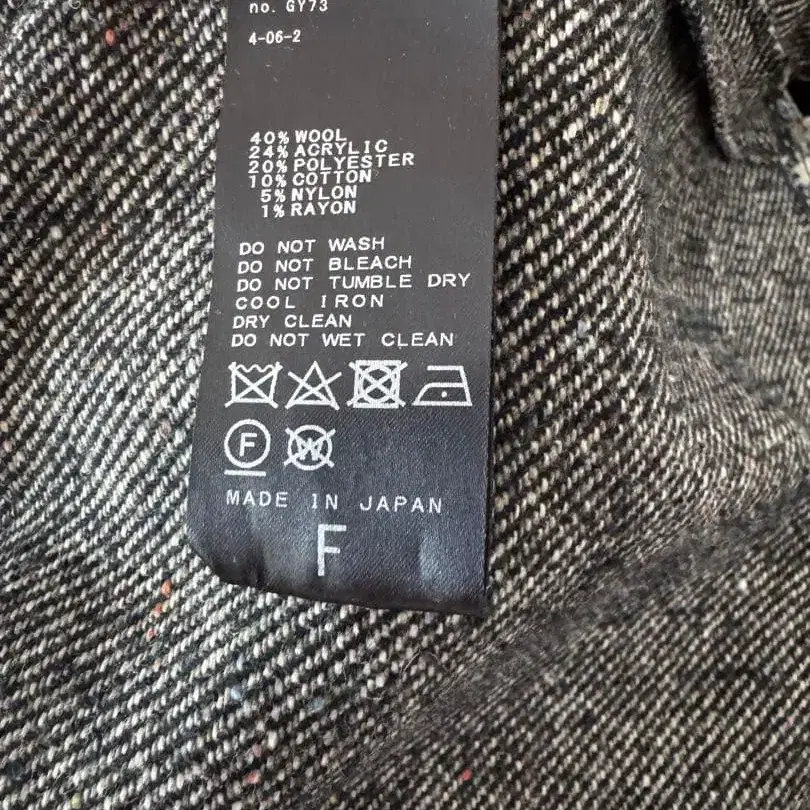 no. GY73
4-06-2
40% WOOL
24% ACRYLIC
20% POLYESTER
10% COTTON
5% NYLON
1% RAYON
DO NOT WASH
DO NOT BLEACH
DO NOT TUMBLE DRY
COOL IRON
DRY CLEAN
DO NOT WET CLEAN
F W
MADE IN JAPAN
F